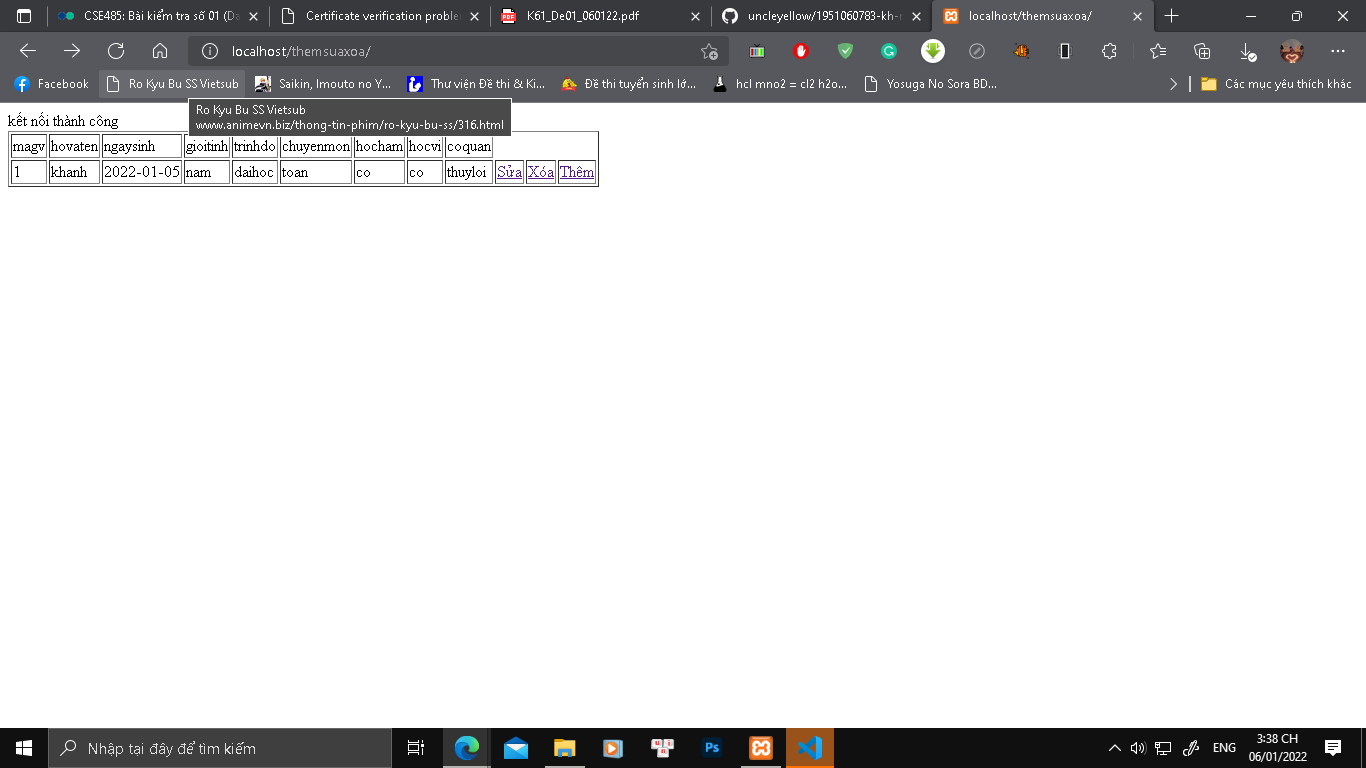 CSE485: Bài kiểm tra số 01 (Da
Certificate verification proble
K61_De01_060122.pdf
uncleyellow/1951060783-kh-n
localhost/themsuaxoa/
localhost/themsuaxoa/
Facebook
Ro Kyu Bu SS Vietsub
Saikin, Imouto no Y...
Thư viện Đề thi & Ki...
Đề thi tuyển sinh lớ...
hcl mno2 = cl2 h2o...
Yosuga No Sora BD...
Các mục yêu thích khác
Ro Kyu Bu SS Vietsub
www.animevn.biz/thong-tin-phim/ro-kyu-bu-ss/316.html
kết nối thành công
magv hovaten ngaysinh gioitinh trinhdo chuyenmon hocham hocvi coquan
1 khanh 2022-01-05 nam daihoc toan co co thuyloi Sửa Xóa Thêm
Nhập tại đây để tìm kiếm
Ps
ENG
3:38 CH
06/01/2022